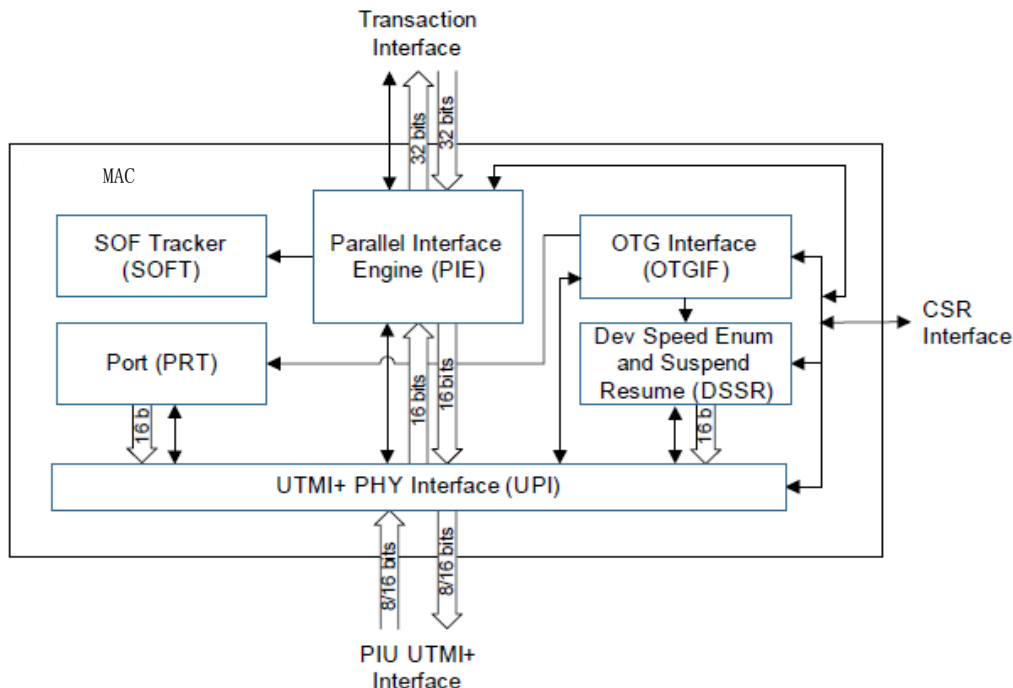 Transaction
Interface
32 bits
32 bits
MAC
SOF Tracker
(SOFT)
Parallel Interface
Engine (PIE)
OTG Interface
(OTGIF)
CSR
Interface
Port (PRT)
Dev Speed Enum
and Suspend
Resume (DSSR)
16 b
16 bits
16 bits
16 b
UTMI+ PHY Interface (UPI)
8/16 bits
8/16 bits
PIU UTMI+
Interface